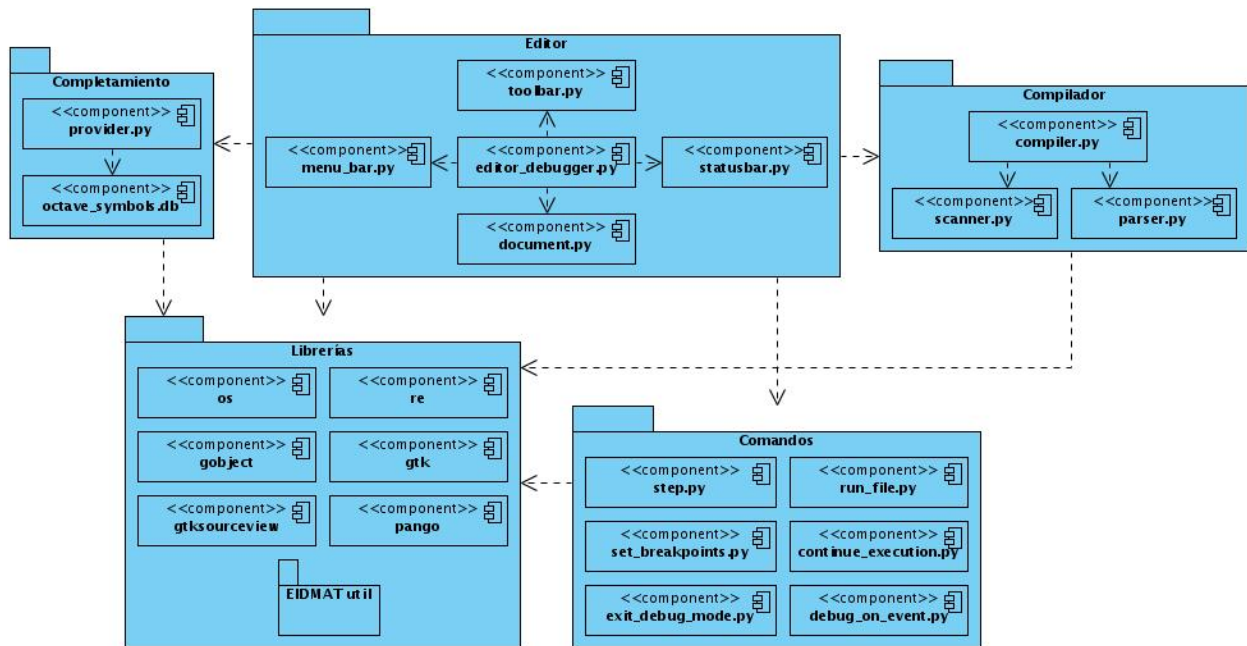 Completamiento
<<component>>
provider.py
<<component>>
octave_symbols.db
Editor
<<component>>
toolbar.py
<<component>>
menu_bar.py
<<component>>
editor_debugger.py
<<component>>
statusbar.py
<<component>>
document.py
Compilador
<<component>>
compiler.py
<<component>>
scanner.py
<<component>>
parser.py
Librerías
<<component>>
os
<<component>>
re
<<component>>
gobject
<<component>>
gtk
<<component>>
gtksourceview
<<component>>
pango
EIDMATutil
Comandos
<<component>>
step.py
<<component>>
run_file.py
<<component>>
set_breakpoints.py
<<component>>
continue_execution.py
<<component>>
exit_debug_mode.py
<<component>>
debug_on_event.py